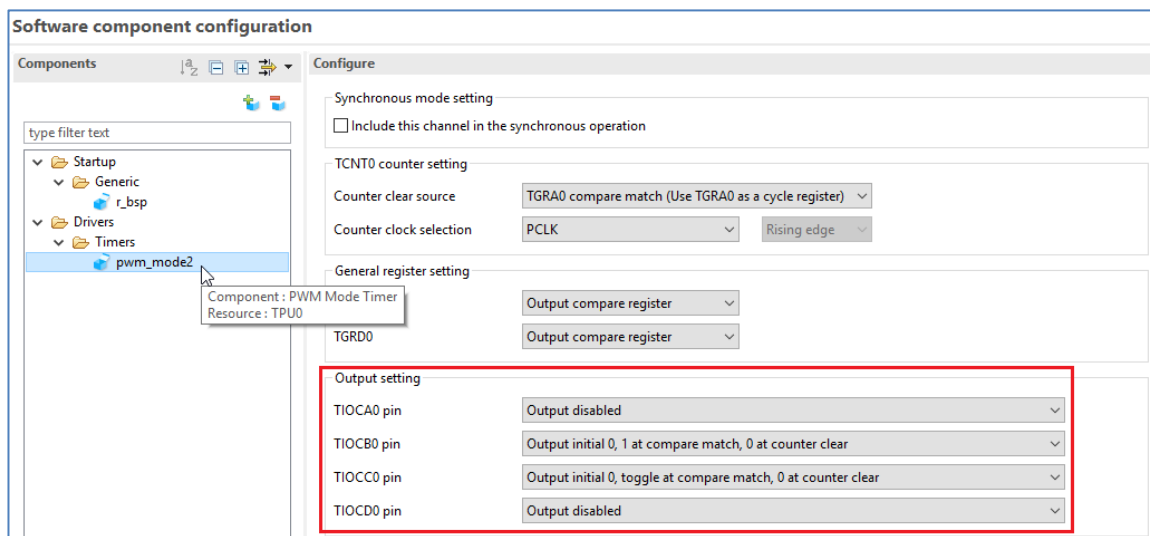 Software component configuration
Components
Configure
type filter text
Startup
Generic
r_bsp
Drivers
Timers
pwm_mode2
Component : PWM Mode Timer
Resource : TPU0
Synchronous mode setting
Include this channel in the synchronous operation
TCNT0 counter setting
Counter clear source TGRA0 compare match (Use TGRA0 as a cycle register)
Counter clock selection PCLK Rising edge
General register setting
Output compare register
TGRD0 Output compare register
Output setting
TIOCA0 pin Output disabled
TIOCB0 pin Output initial 0, 1 at compare match, 0 at counter clear
TIOCC0 pin Output initial 0, toggle at compare match, 0 at counter clear
TIOCD0 pin Output disabled